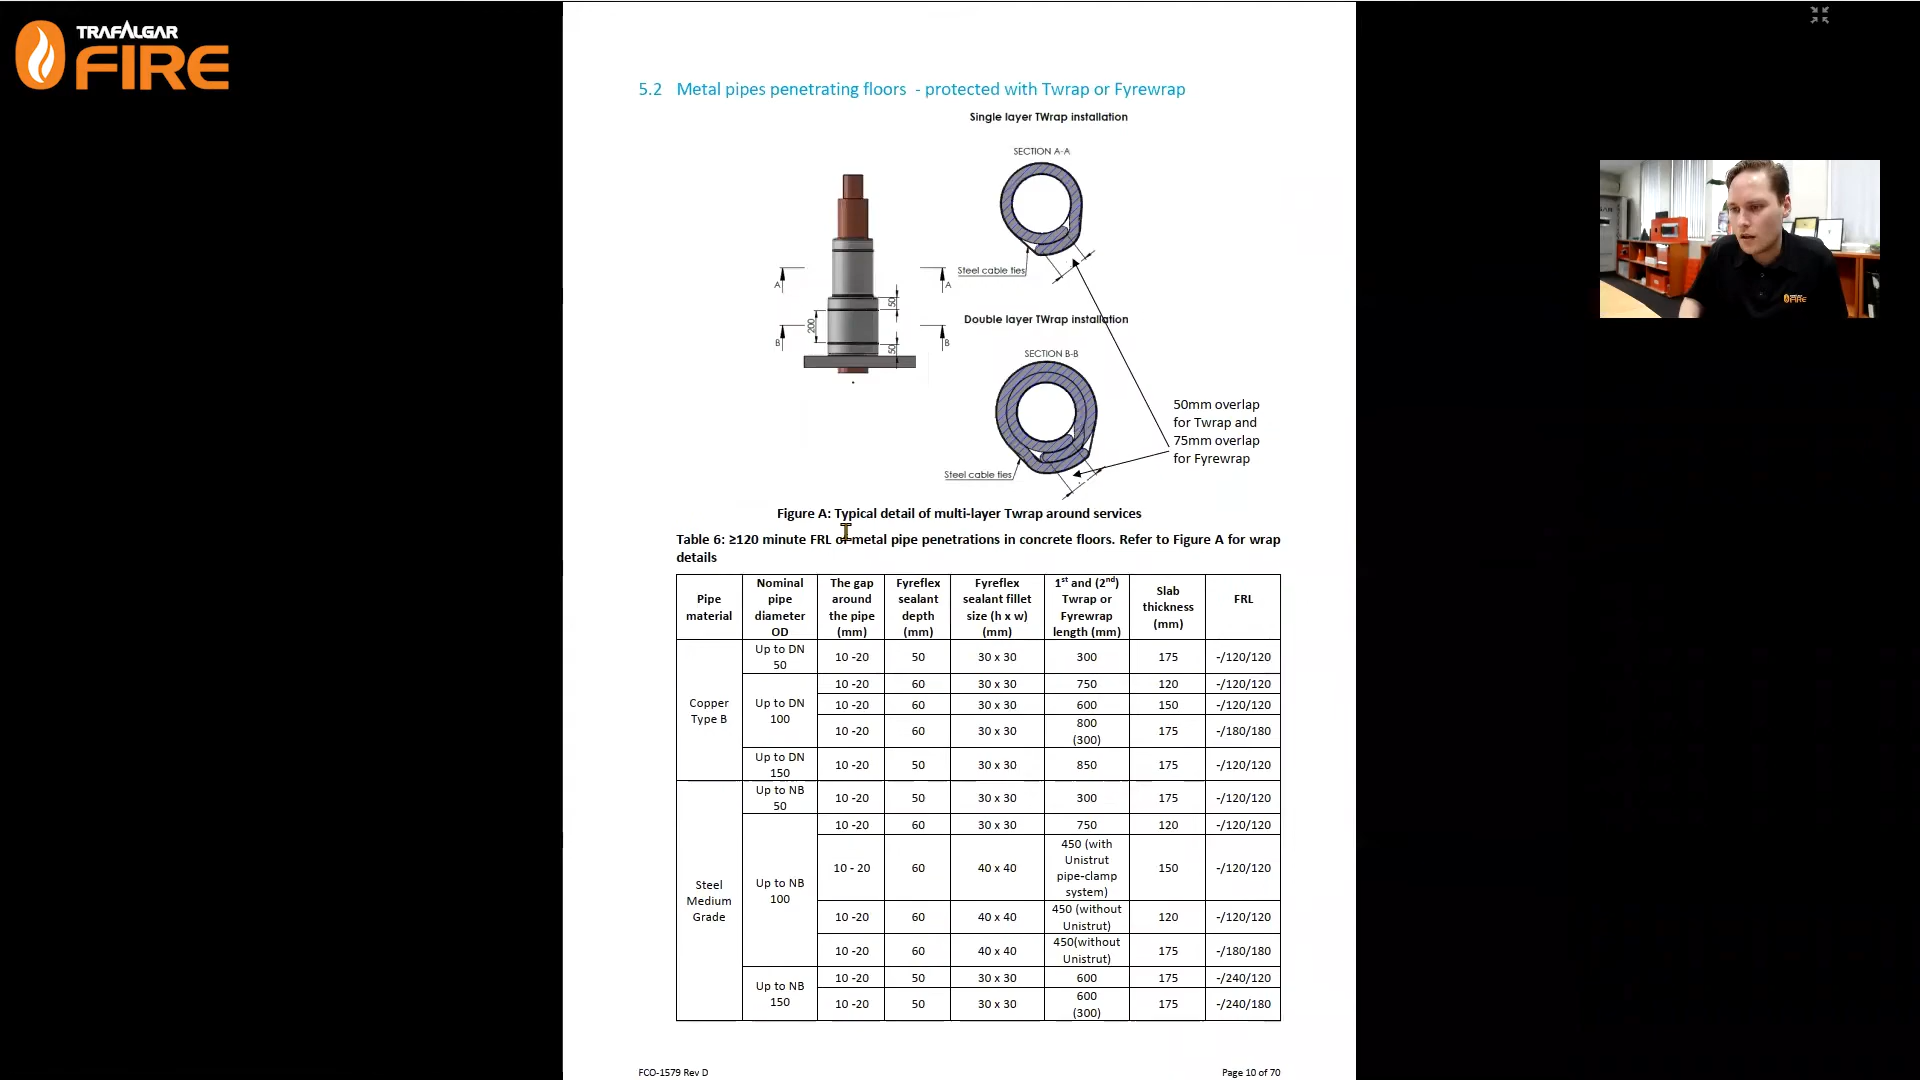 TRAFALGAR
FIRE
5.2 Metal pipes penetrating floors - protected with Twrap or Fyrewrap
Single layer TWrap installation
SECTION A-A
Steel cable ties
A
A
50
200
B
B
50
Double layer TWrap installation
SECTION B-B
50mm overlap
for Twrap and
75mm overlap
for Fyrewrap
Steel cable ties
Figure A: Typical detail of multi-layer Twrap around services
Table 6: ≥120 minute FRL of metal pipe penetrations in concrete floors. Refer to Figure A for wrap
details
Pipe material | Nominal pipe diameter OD | The gap around the pipe (mm) | Fyreflex sealant depth (mm) | Fyreflex sealant fillet size (h x w) (mm) | 1st and (2nd) Twrap or Fyrewrap length (mm) | Slab thickness (mm) | FRL
Copper Type B | Up to DN 50 | 10 -20 | 50 | 30 x 30 | 300 | 175 | -/120/120
Up to DN 100 | 10 -20 | 60 | 30 x 30 | 750 | 120 | -/120/120
10 -20 | 60 | 30 x 30 | 600 | 150 | -/120/120
10 -20 | 60 | 30 x 30 | 800 (300) | 175 | -/180/180
Up to DN 150 | 10 -20 | 50 | 30 x 30 | 850 | 175 | -/120/120
Steel Medium Grade | Up to NB 50 | 10 -20 | 50 | 30 x 30 | 300 | 175 | -/120/120
Up to NB 100 | 10 -20 | 60 | 30 x 30 | 750 | 120 | -/120/120
10 - 20 | 60 | 40 x 40 | 450 (with Unistrut pipe-clamp system) | 150 | -/120/120
10 -20 | 60 | 40 x 40 | 450 (without Unistrut) | 120 | -/120/120
10 -20 | 60 | 40 x 40 | 450(without Unistrut) | 175 | -/180/180
Up to NB 150 | 10 -20 | 50 | 30 x 30 | 600 | 175 | -/240/120
10 -20 | 50 | 30 x 30 | 600 (300) | 175 | -/240/180
FCO-1579 Rev D
Page 10 of 70
FIRE